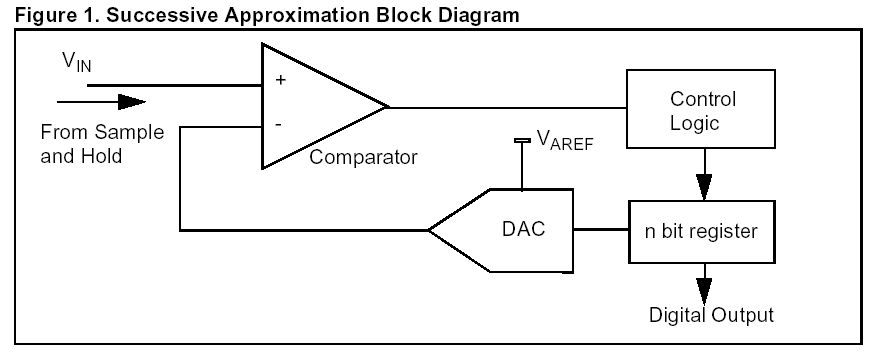 Figure 1. Successive Approximation Block Diagram
VIN
+
From Sample
and Hold
-
Comparator
Control
Logic
VAREF
DAC
n bit register
Digital Output